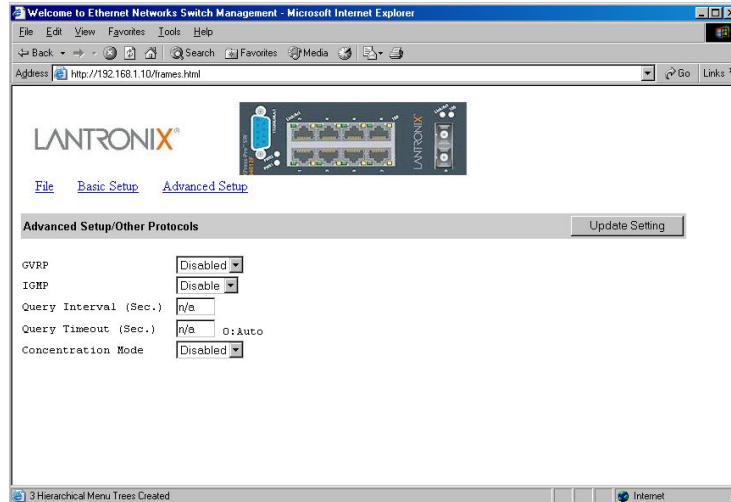 Welcome to Ethernet Networks Switch Management - Microsoft Internet Explorer
File Edit View Favorites Tools Help
Back Search Favorites Media
Address http://192.168.1.10/frames.html Go Links
LANTRONIX®
LANTRONIX
File Basic Setup Advanced Setup
Advanced Setup/Other Protocols Update Setting
GVRP Disabled
IGMP Disable
Query Interval (Sec.) n/a
Query Timeout (Sec.) n/a 0:Auto
Concentration Mode Disabled
3 Hierarchical Menu Trees Created Internet